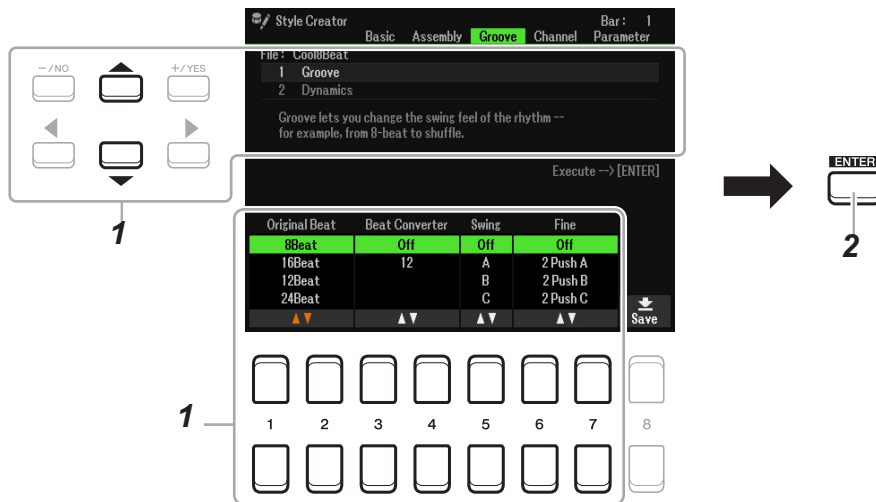 Style Creator
Bar: 1
Basic Assembly Groove Channel Parameter
File: Cool8Beat
1 Groove
2 Dynamics
Groove lets you change the swing feel of the rhythm --
for example, from 8-beat to shuffle.
Execute -->[ENTER]
-/NO
+/YES
1
ENTER
2
Original Beat Beat Converter Swing Fine
8Beat Off Off Off
16Beat 12 A 2 Push A
12Beat B 2 Push B
24Beat C 2 Push C
Save
1
1 2 3 4 5 6 7 8